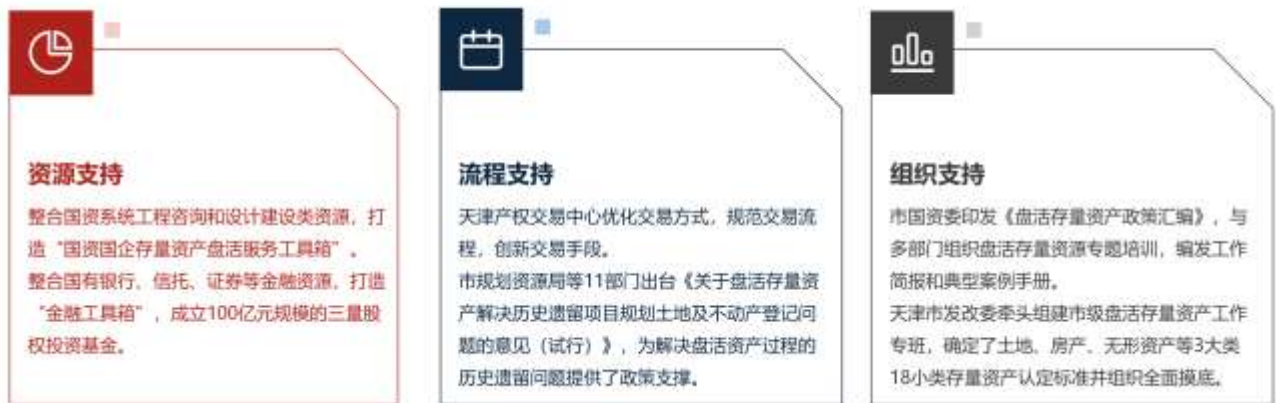 资源支持
整合国资系统工程咨询和设计建设类资源，打
造“国资国企存量资产盘活服务工具箱”。
整合国有银行、信托、证券等金融资源，打造
“金融工具箱”，成立100亿元规模的三量股
权投资基金。
流程支持
天津产权交易中心优化交易方式，规范交易流
程，创新交易手段。
市规划资源局等11部门出台《关于盘活存量资
产解决历史遗留项目规划土地及不动产登记问
题的意见（试行）》，为解决盘活资产过程的
历史遗留问题提供了政策支撑。
组织支持
市国资委印发《盘活存量资产政策汇编》，与
多部门组织盘活存量资源专题培训，编发工作
简报和典型案例手册。
天津市发改委牵头组建市级盘活存量资产工作
专班，确定了土地、房产、无形资产等3大类
18小类存量资产认定标准并组织全面摸底。